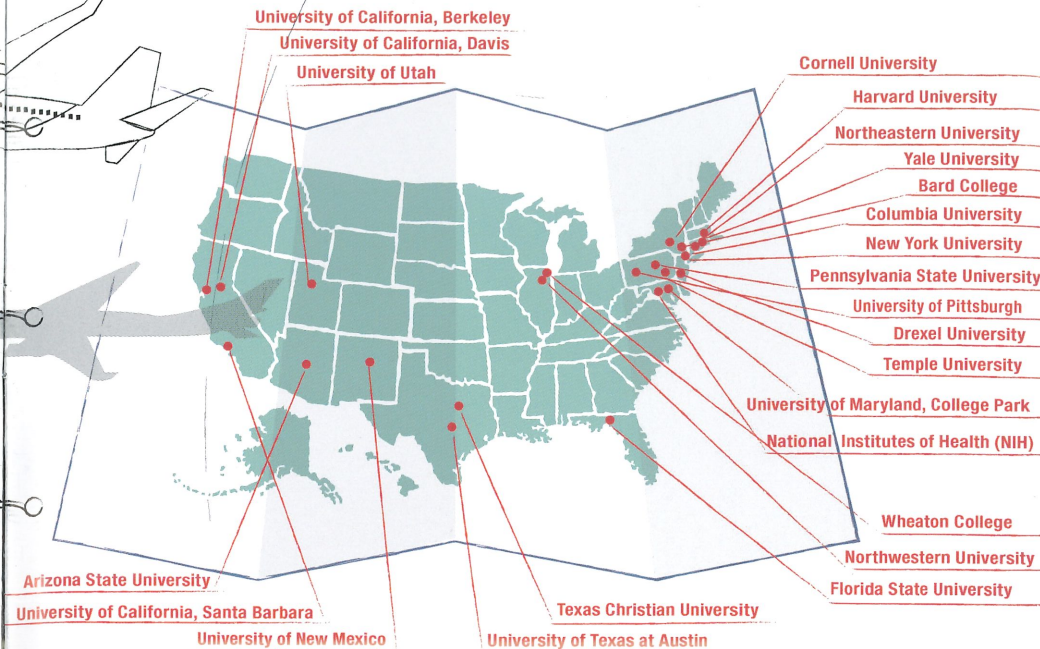 University of California, Berkeley
University of California, Davis
University of Utah
Cornell University
Harvard University
Northeastern University
Yale University
Bard College
Columbia University
New York University
Pennsylvania State University
University of Pittsburgh
Drexel University
Temple University
University of Maryland, College Park
National Institutes of Health (NIH)
Wheaton College
Northwestern University
Florida State University
Arizona State University
University of California, Santa Barbara
University of New Mexico
Texas Christian University
University of Texas at Austin